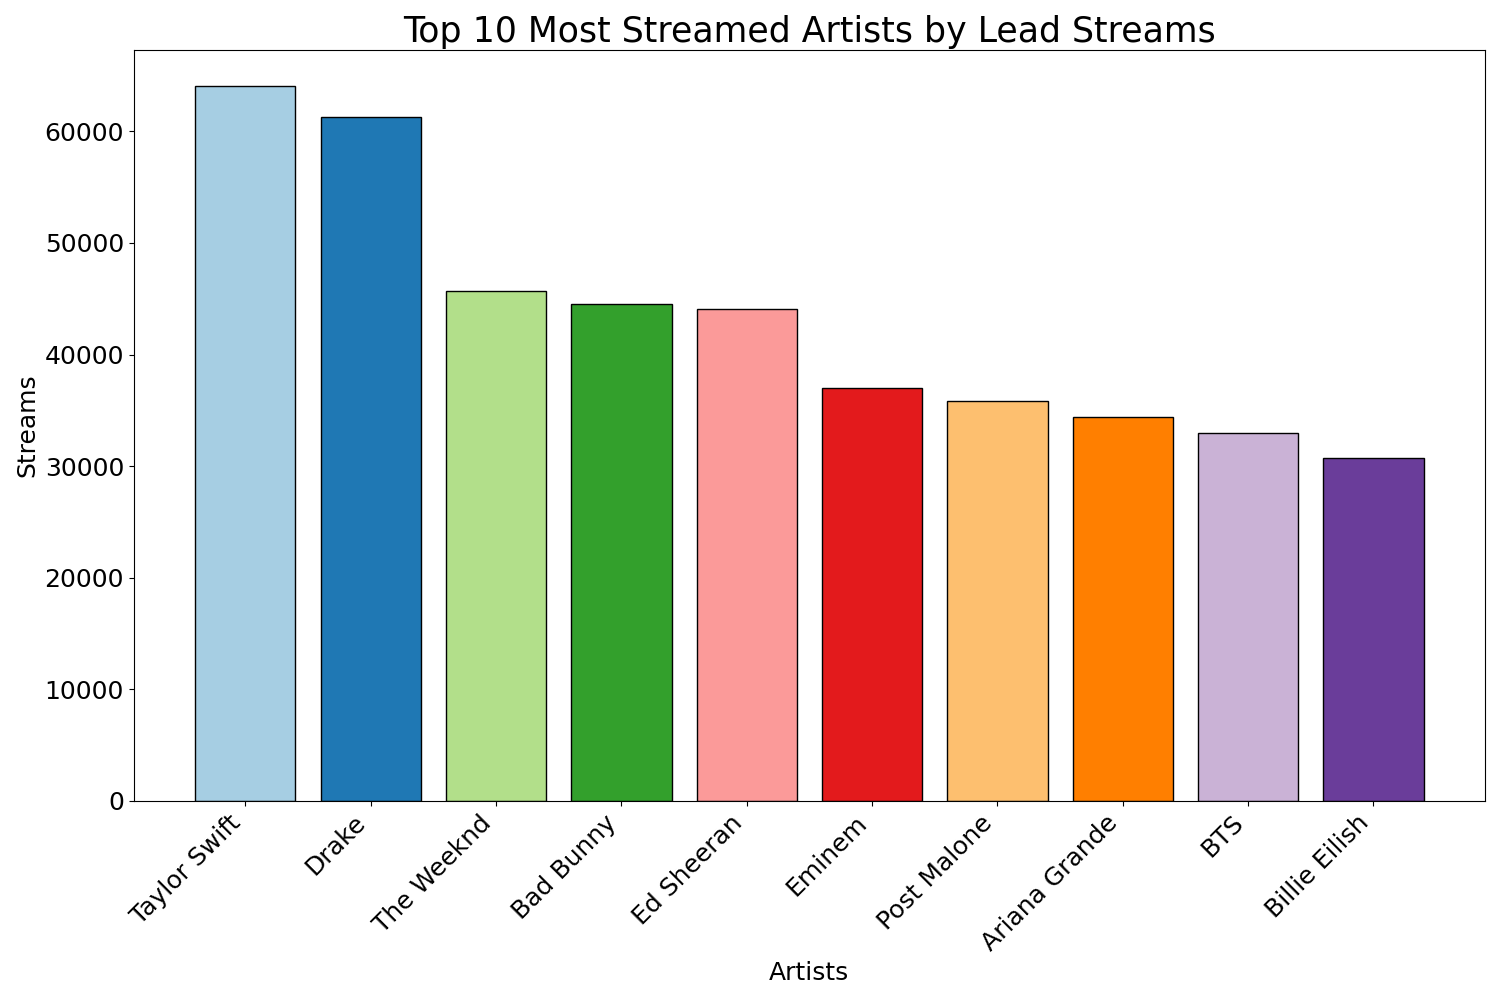 Top 10 Most Streamed Artists by Lead Streams
60000
50000
40000
30000
20000
10000
0
Streams
Taylor Swift
Drake
The Weeknd
Bad Bunny
Ed Sheeran
Eminem
Post Malone
Ariana Grande
BTS
Billie Eilish
Artists